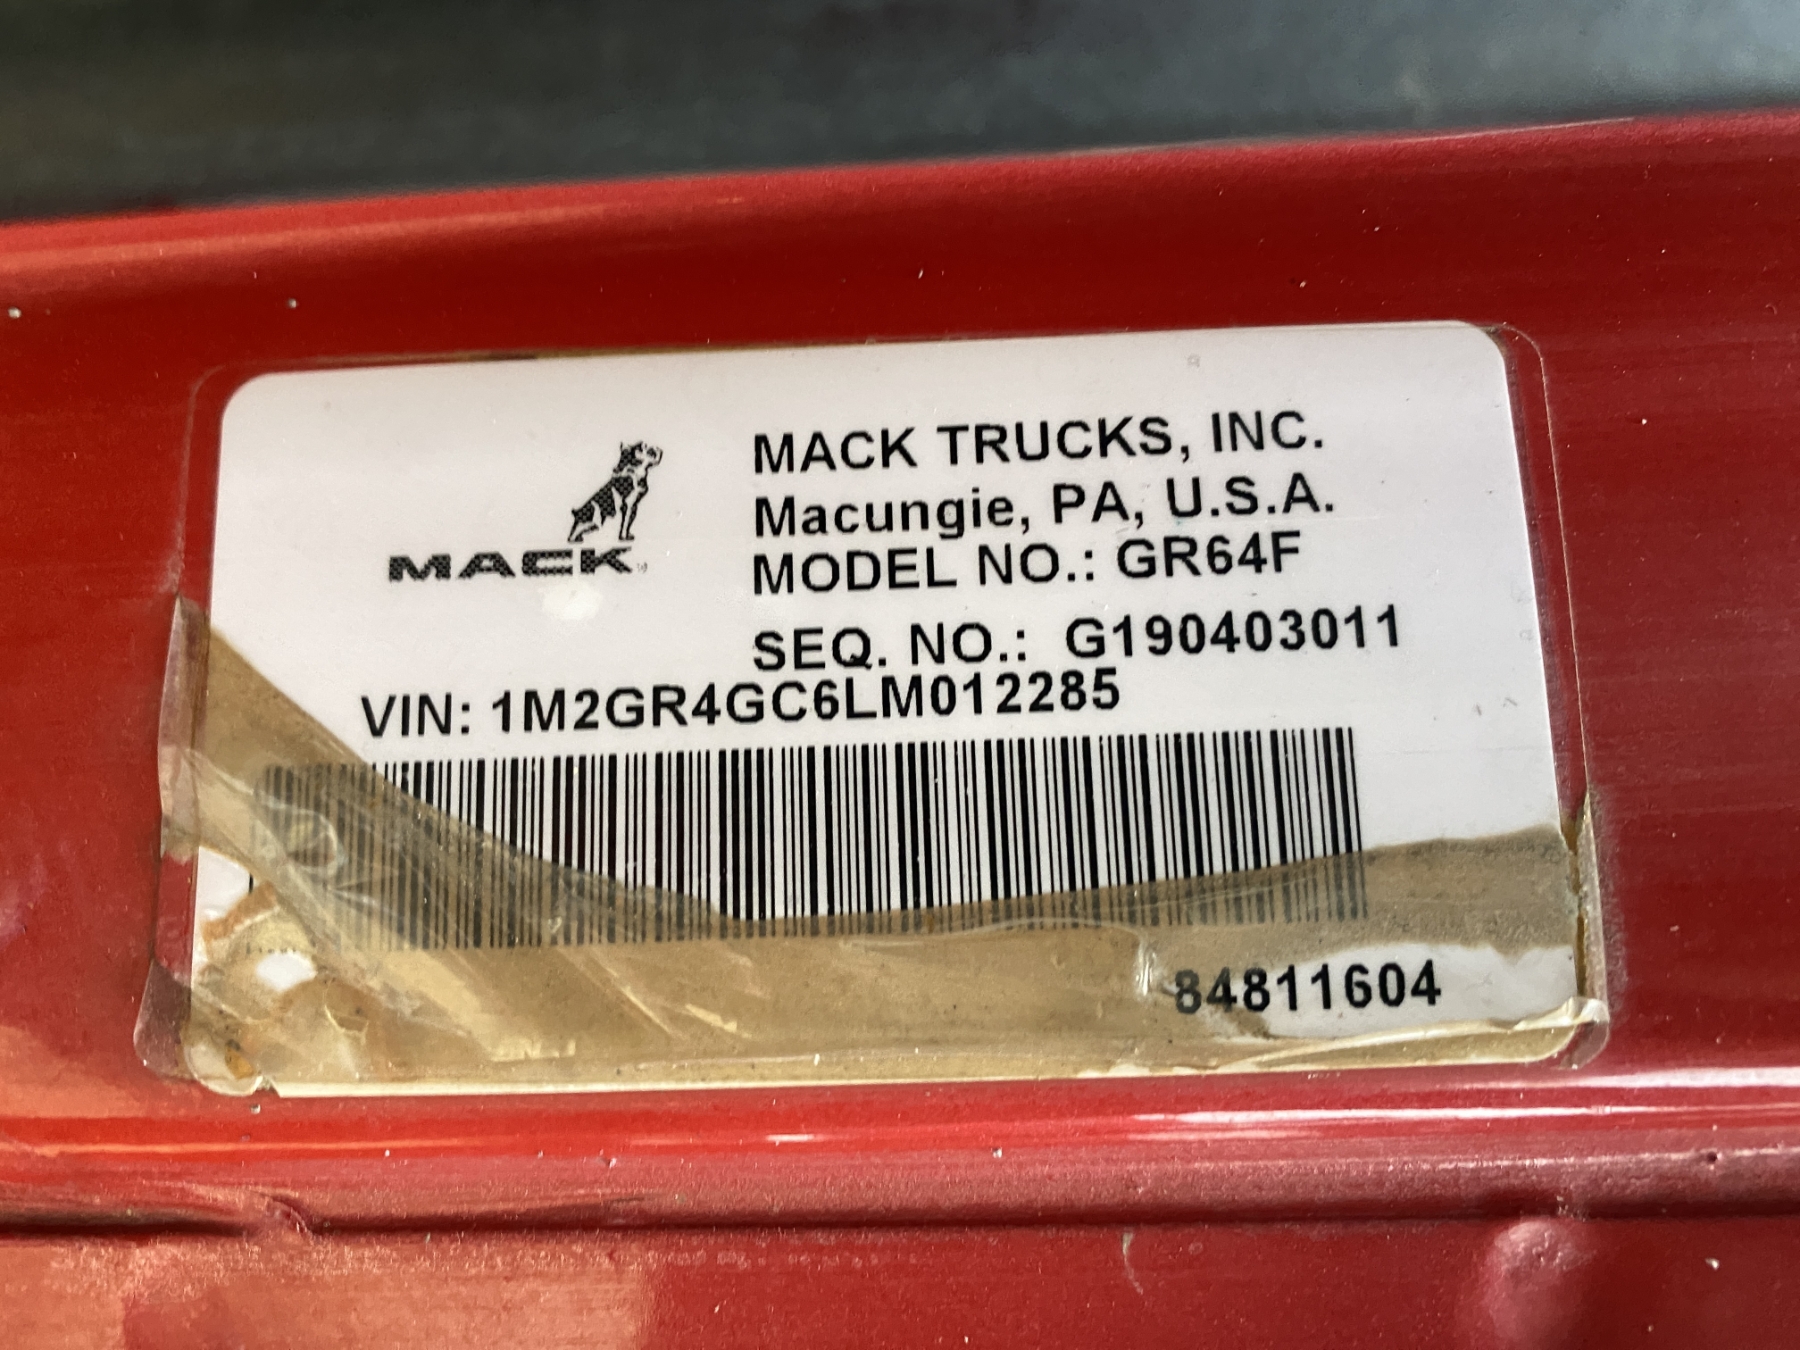 MACK
MACK TRUCKS, INC.
Macungie, PA, U.S.A.
MODEL NO.: GR64F
SEQ. NO.: G190403011
VIN: 1M2GR4GC6LM012285
84811604